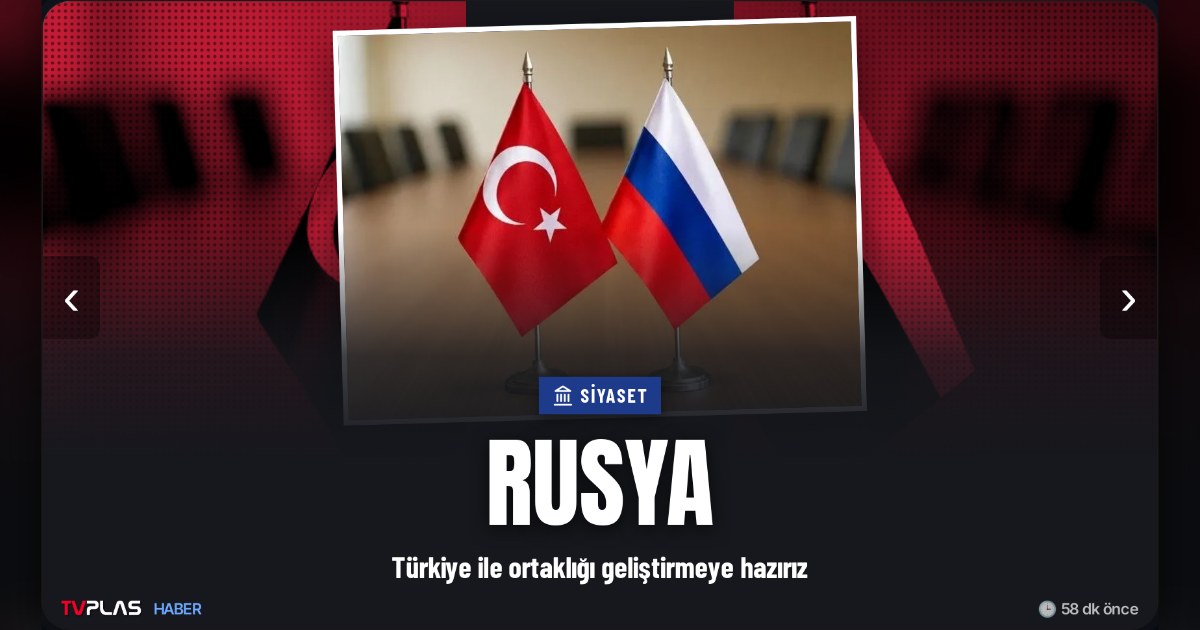 SİYASET
RUSYA
Türkiye ile ortaklığı geliştirmeye hazırız
TVPLAS HABER
58 dk önce